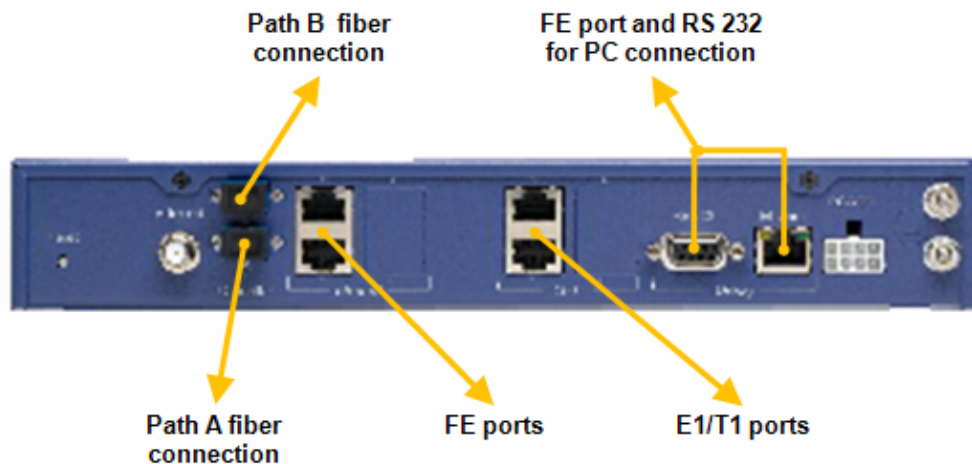 Path B fiber
connection
FE port and RS 232
for PC connection
Path A fiber
connection
FE ports
E1/T1 ports